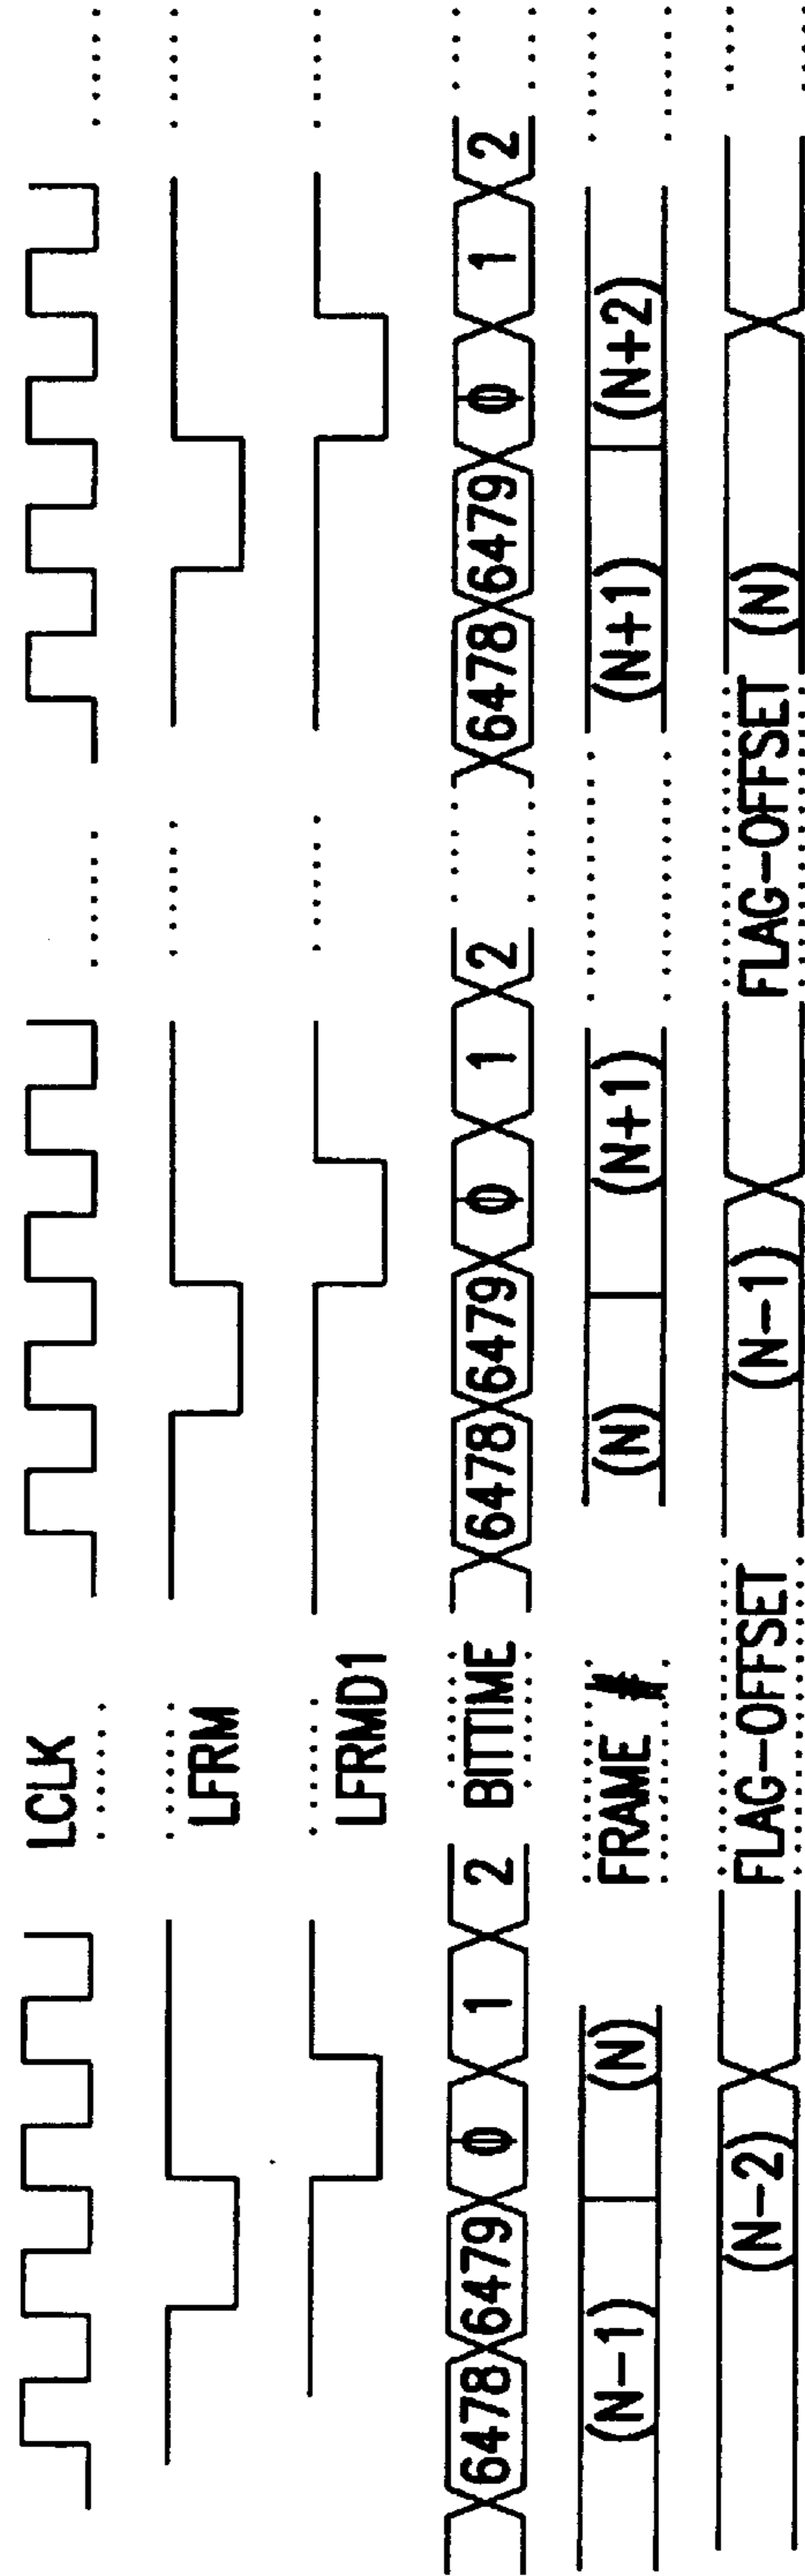 LCLK
LFRM
LFRMD1
6478 6479 0 1 2 BITTIME 6478 6479 0 1 2 6478 6479 0 1 2
(N-1) (N) FRAME # (N) (N+1) (N+1) (N+2)
(N-2) FLAG-OFFSET (N-1) FLAG-OFFSET (N)